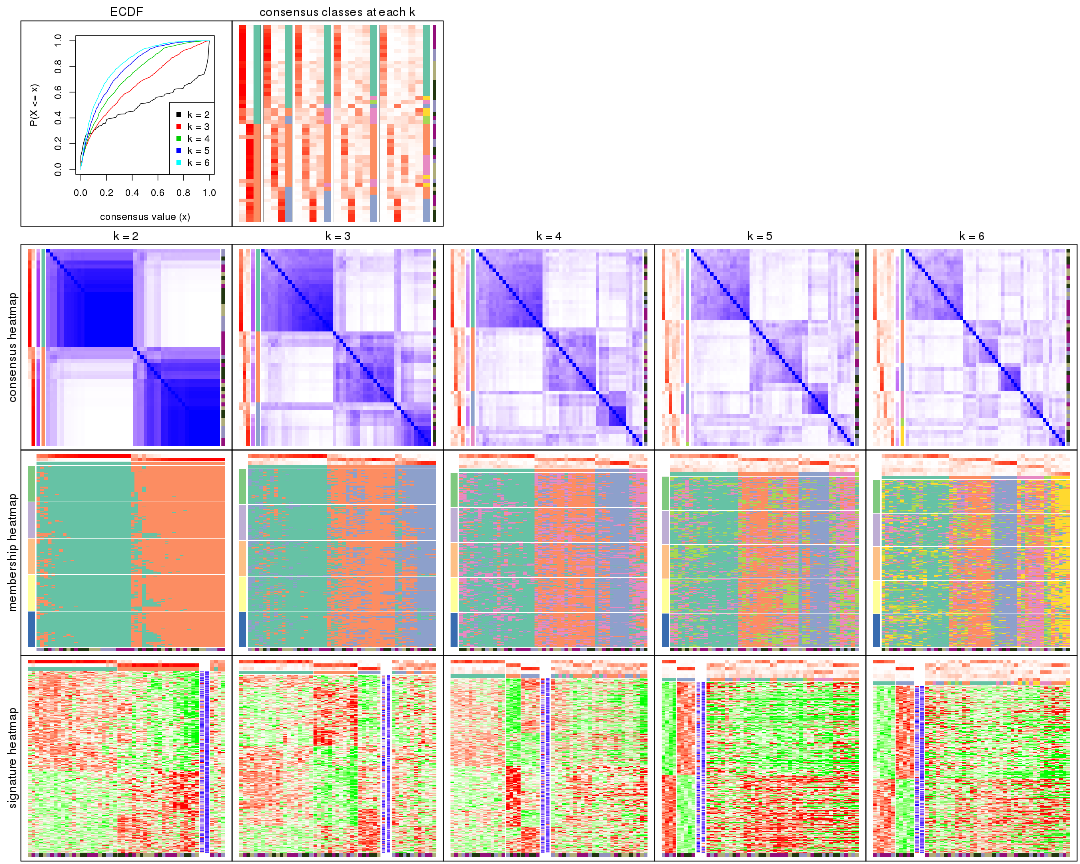 ECDF
consensus classes at each k
P(X <= x)
0.0 0.2 0.4 0.6 0.8 1.0
k = 2
k = 3
k = 4
k = 5
k = 6
0.0 0.2 0.4 0.6 0.8 1.0
consensus value (x)
k = 2
k = 3
k = 4
k = 5
k = 6
consensus heatmap
membership heatmap
signature heatmap